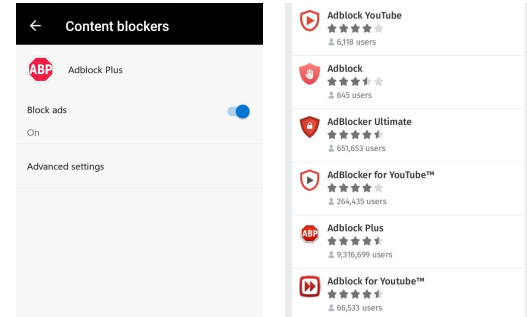 Content blockers
ABP
Adblock Plus
Block ads
On
Advanced settings
Adblock YouTube
6,118 users
Adblock
645 users
AdBlocker Ultimate
651,653 users
AdBlocker for YouTube™
264,435 users
ABP
Adblock Plus
9,316,699 users
Adblock for Youtube™
66,533 users